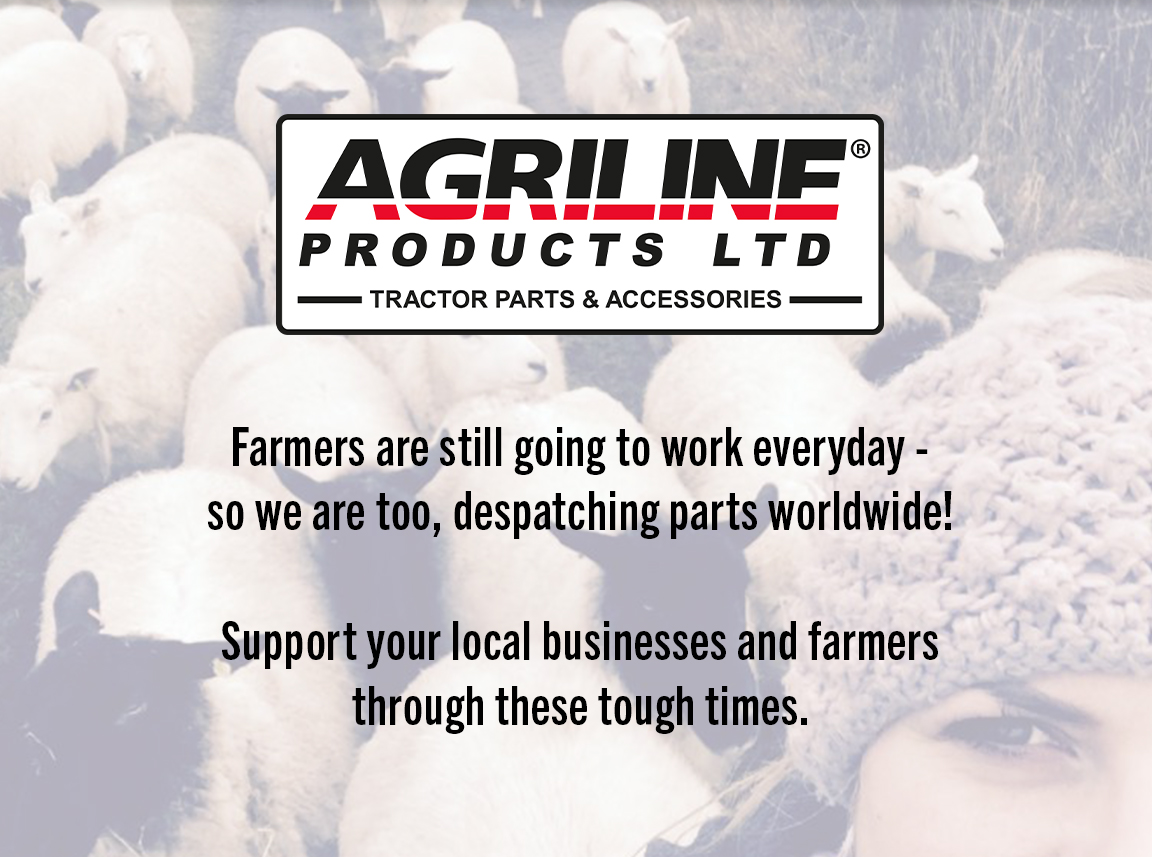 AGRILINE®
PRODUCTS LTD
TRACTOR PARTS & ACCESSORIES
Farmers are still going to work everyday -
so we are too, despatching parts worldwide!
Support your local businesses and farmers
through these tough times.